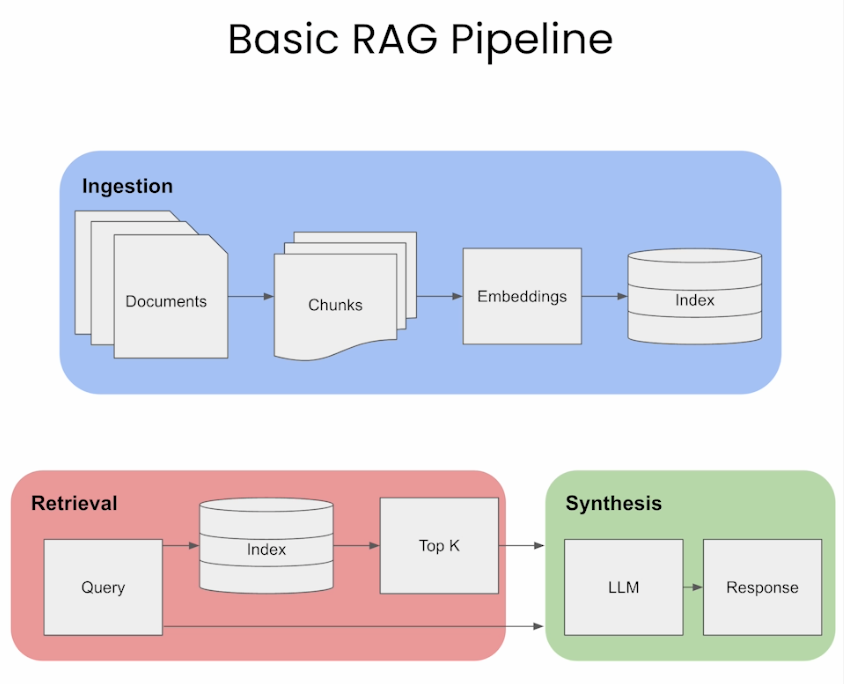 Basic RAG Pipeline
Ingestion
Documents
Chunks
Embeddings
Index
Retrieval
Query
Index
Top K
Synthesis
LLM
Response